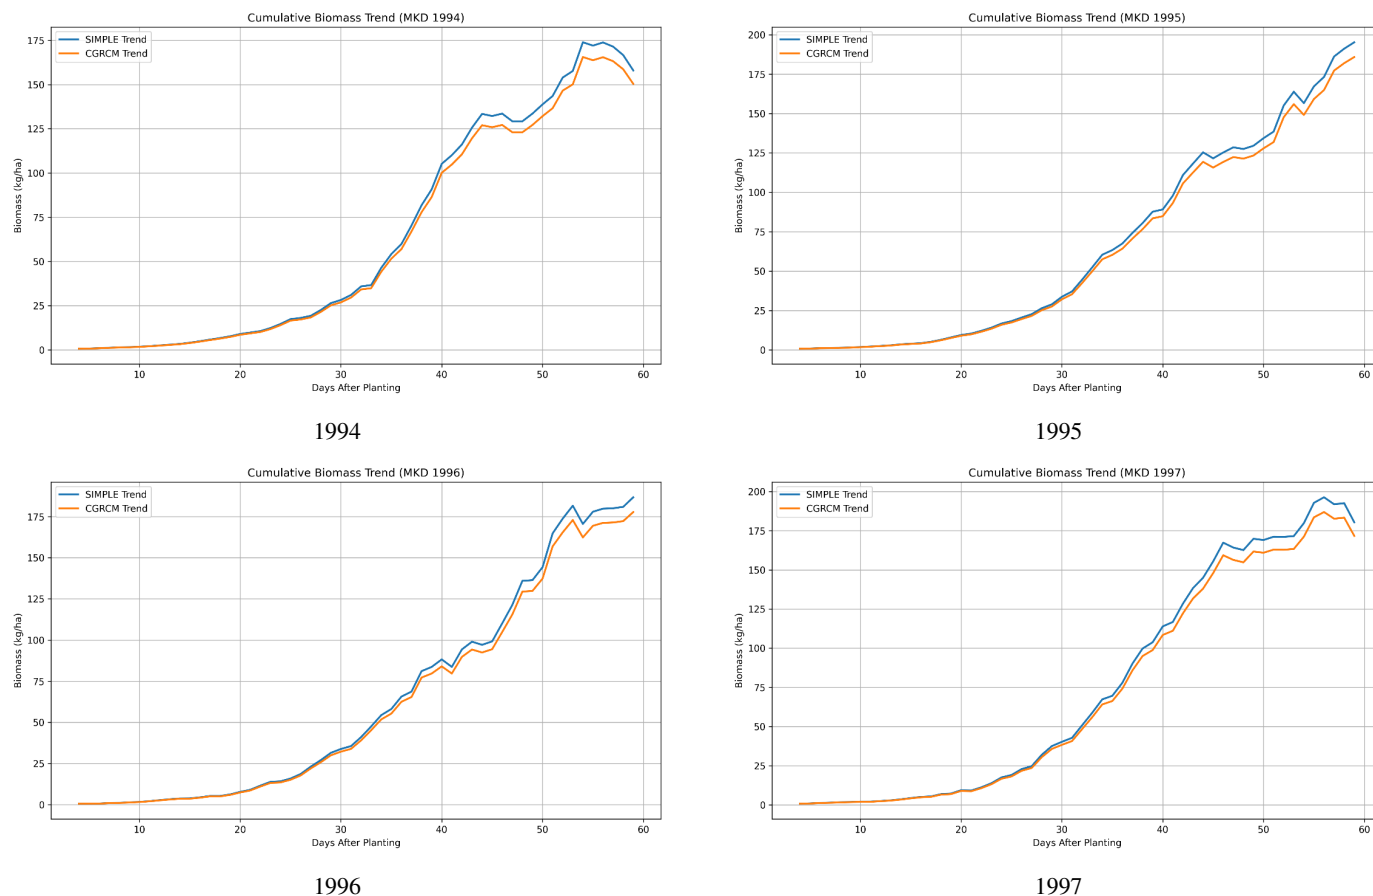 Cumulative Biomass Trend (MKD 1994)
SIMPLE Trend
CGRCM Trend
175
150
125
100
75
50
25
0
Biomass (kg/ha)
10 20 30 40 50 60
Days After Planting
1994
Cumulative Biomass Trend (MKD 1995)
SIMPLE Trend
CGRCM Trend
200
175
150
125
100
75
50
25
0
Biomass (kg/ha)
10 20 30 40 50 60
Days After Planting
1995
Cumulative Biomass Trend (MKD 1996)
SIMPLE Trend
CGRCM Trend
175
150
125
100
75
50
25
0
Biomass (kg/ha)
10 20 30 40 50 60
Days After Planting
1996
Cumulative Biomass Trend (MKD 1997)
SIMPLE Trend
CGRCM Trend
200
175
150
125
100
75
50
25
0
Biomass (kg/ha)
10 20 30 40 50 60
Days After Planting
1997